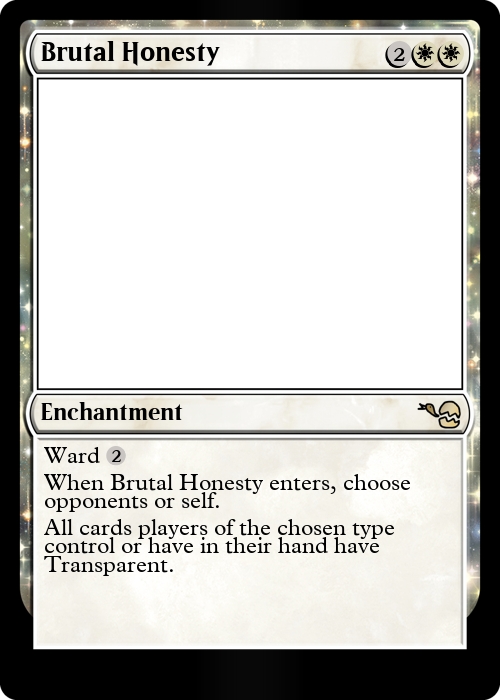 Brutal Honesty 2
Enchantment
Ward 2
When Brutal Honesty enters, choose
opponents or self.
All cards players of the chosen type
control or have in their hand have
Transparent.